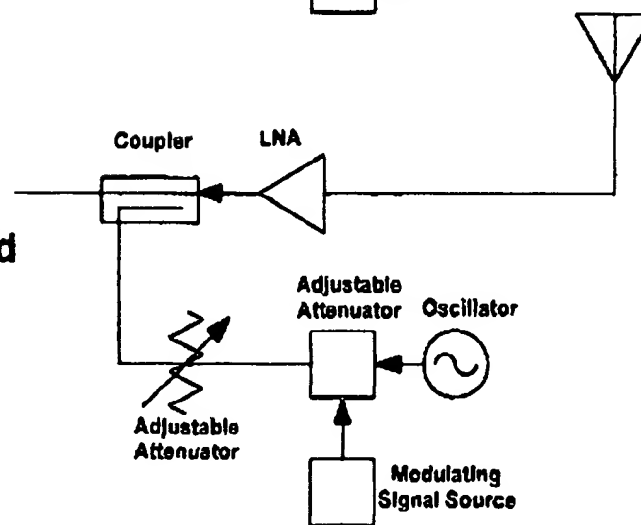 Coupler
LNA
d
Adjustable
Attenuator
Oscillator
Adjustable
Attenuator
Modulating
Signal Source